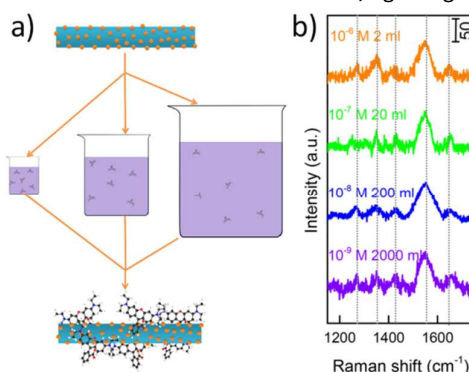 a)
b)
50
10⁻⁶ M 2 ml
10⁻⁷ M 20 ml
10⁻⁸ M 200 ml
10⁻⁹ M 2000 ml
Intensity (a.u.)
1200 1400 1600
Raman shift (cm⁻¹)